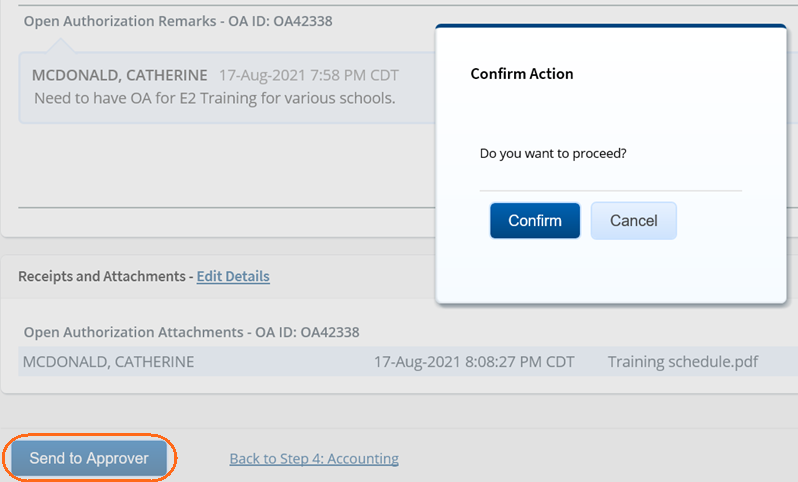 Open Authorization Remarks - OA ID: OA42338
MCDONALD, CATHERINE 17-Aug-2021 7:58 PM CDT
Need to have OA for E2 Training for various schools.
Confirm Action
Do you want to proceed?
Confirm Cancel
Receipts and Attachments - Edit Details
Open Authorization Attachments - OA ID: OA42338
MCDONALD, CATHERINE 17-Aug-2021 8:08:27 PM CDT Training schedule.pdf
Send to Approver Back to Step 4: Accounting